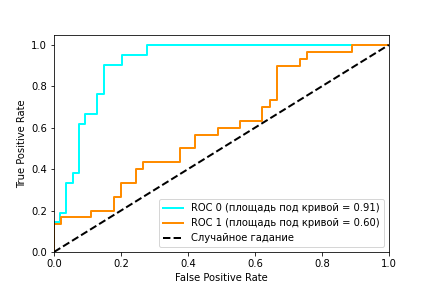 1.0
0.8
0.6
0.4
0.2
0.0
True Positive Rate
ROC 0 (площадь под кривой = 0.91)
ROC 1 (площадь под кривой = 0.60)
Случайное гадание
0.0 0.2 0.4 0.6 0.8 1.0
False Positive Rate